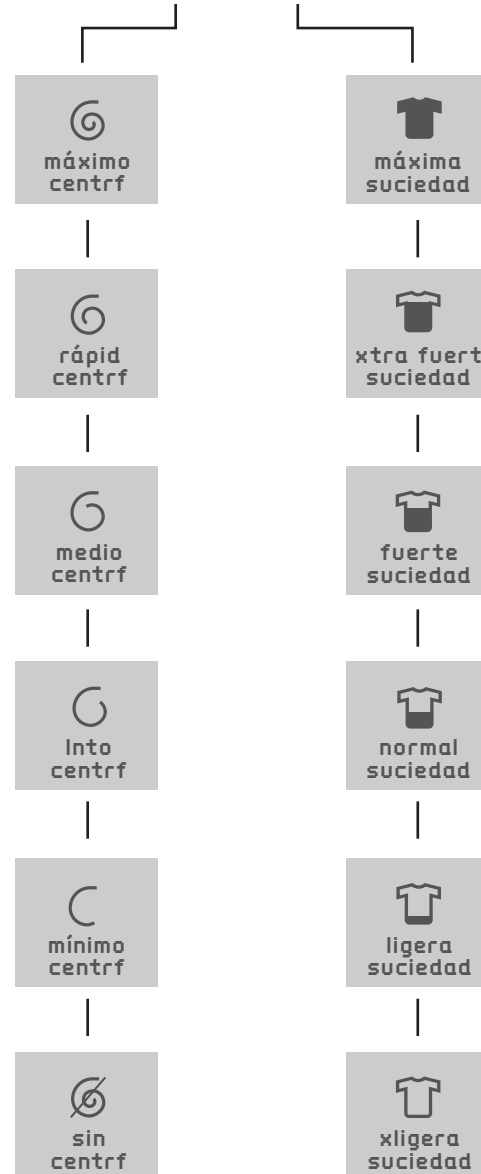 máximo
centrf
rápid
centrf
medio
centrf
lnto
centrf
mínimo
centrf
sin
centrf
máxima
suciedad
xtra fuert
suciedad
fuerte
suciedad
normal
suciedad
ligera
suciedad
xligera
suciedad